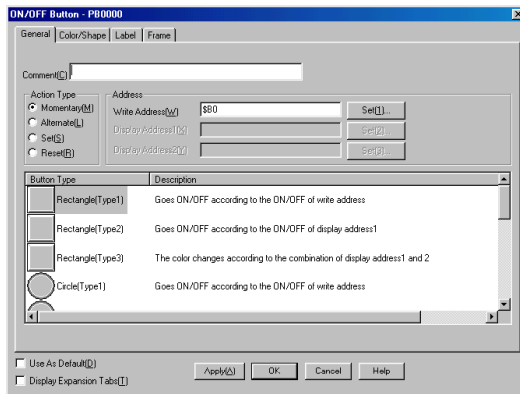 ON/OFF Button - PB0000
General Color/Shape Label Frame
Comment(C)
Action Type Address
Momentary(M) Write Address(W) $B0 Set(1)...
Alternate(L) Display Address1(X) Set(2)...
Set(S) Display Address2(Y) Set(3)...
Reset(R)
Button Type Description
Rectangle(Type1) Goes ON/OFF according to the ON/OFF of write address
Rectangle(Type2) Goes ON/OFF according to the ON/OFF of display address1
Rectangle(Type3) The color changes according to the combination of display address1 and 2
Circle(Type1) Goes ON/OFF according to the ON/OFF of write address
Use As Default(D)
Apply(A) OK Cancel Help
Display Expansion Tabs(T)